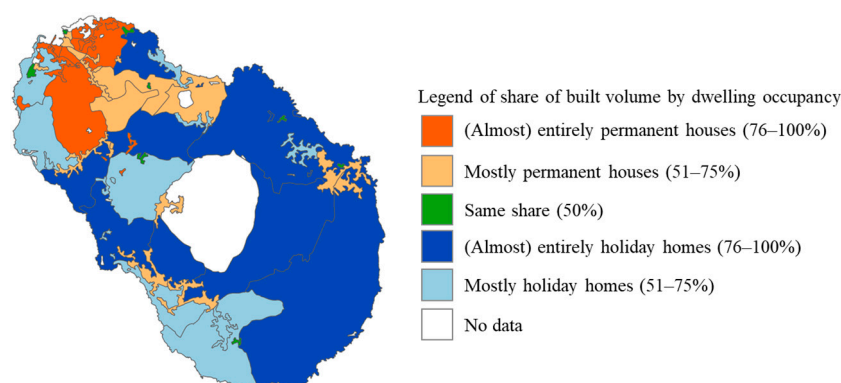 Legend of share of built volume by dwelling occupancy
(Almost) entirely permanent houses (76–100%)
Mostly permanent houses (51–75%)
Same share (50%)
(Almost) entirely holiday homes (76–100%)
Mostly holiday homes (51–75%)
No data